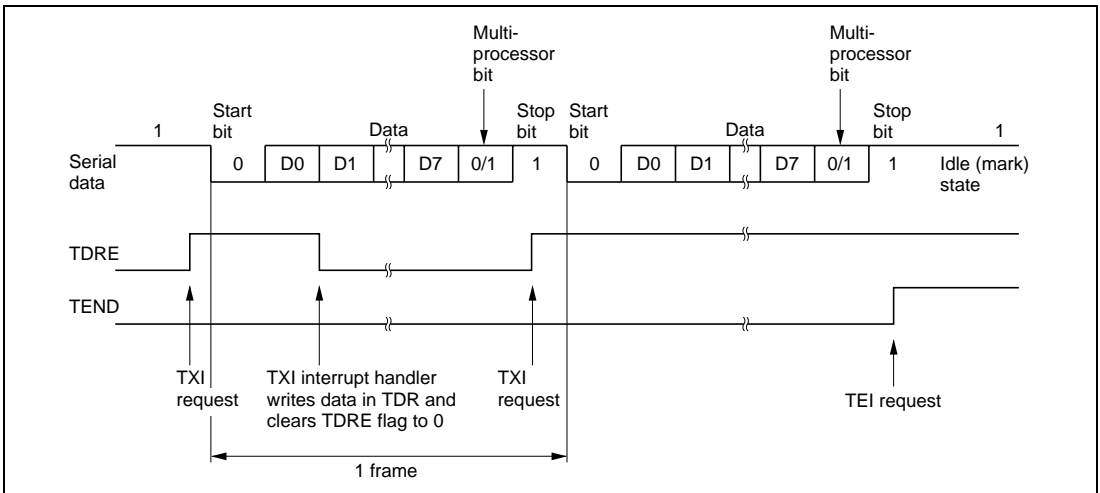 Multi-
processor
bit
Multi-
processor
bit
1
Start
bit
Data
Stop
bit
Start
bit
Data
Stop
bit
1
Serial
data
0 D0 D1 D7 0/1 1 0 D0 D1 D7 0/1 1
Idle (mark)
state
TDRE
TEND
TXI
request
TXI interrupt handler
writes data in TDR and
clears TDRE flag to 0
TXI
request
TEI request
1 frame